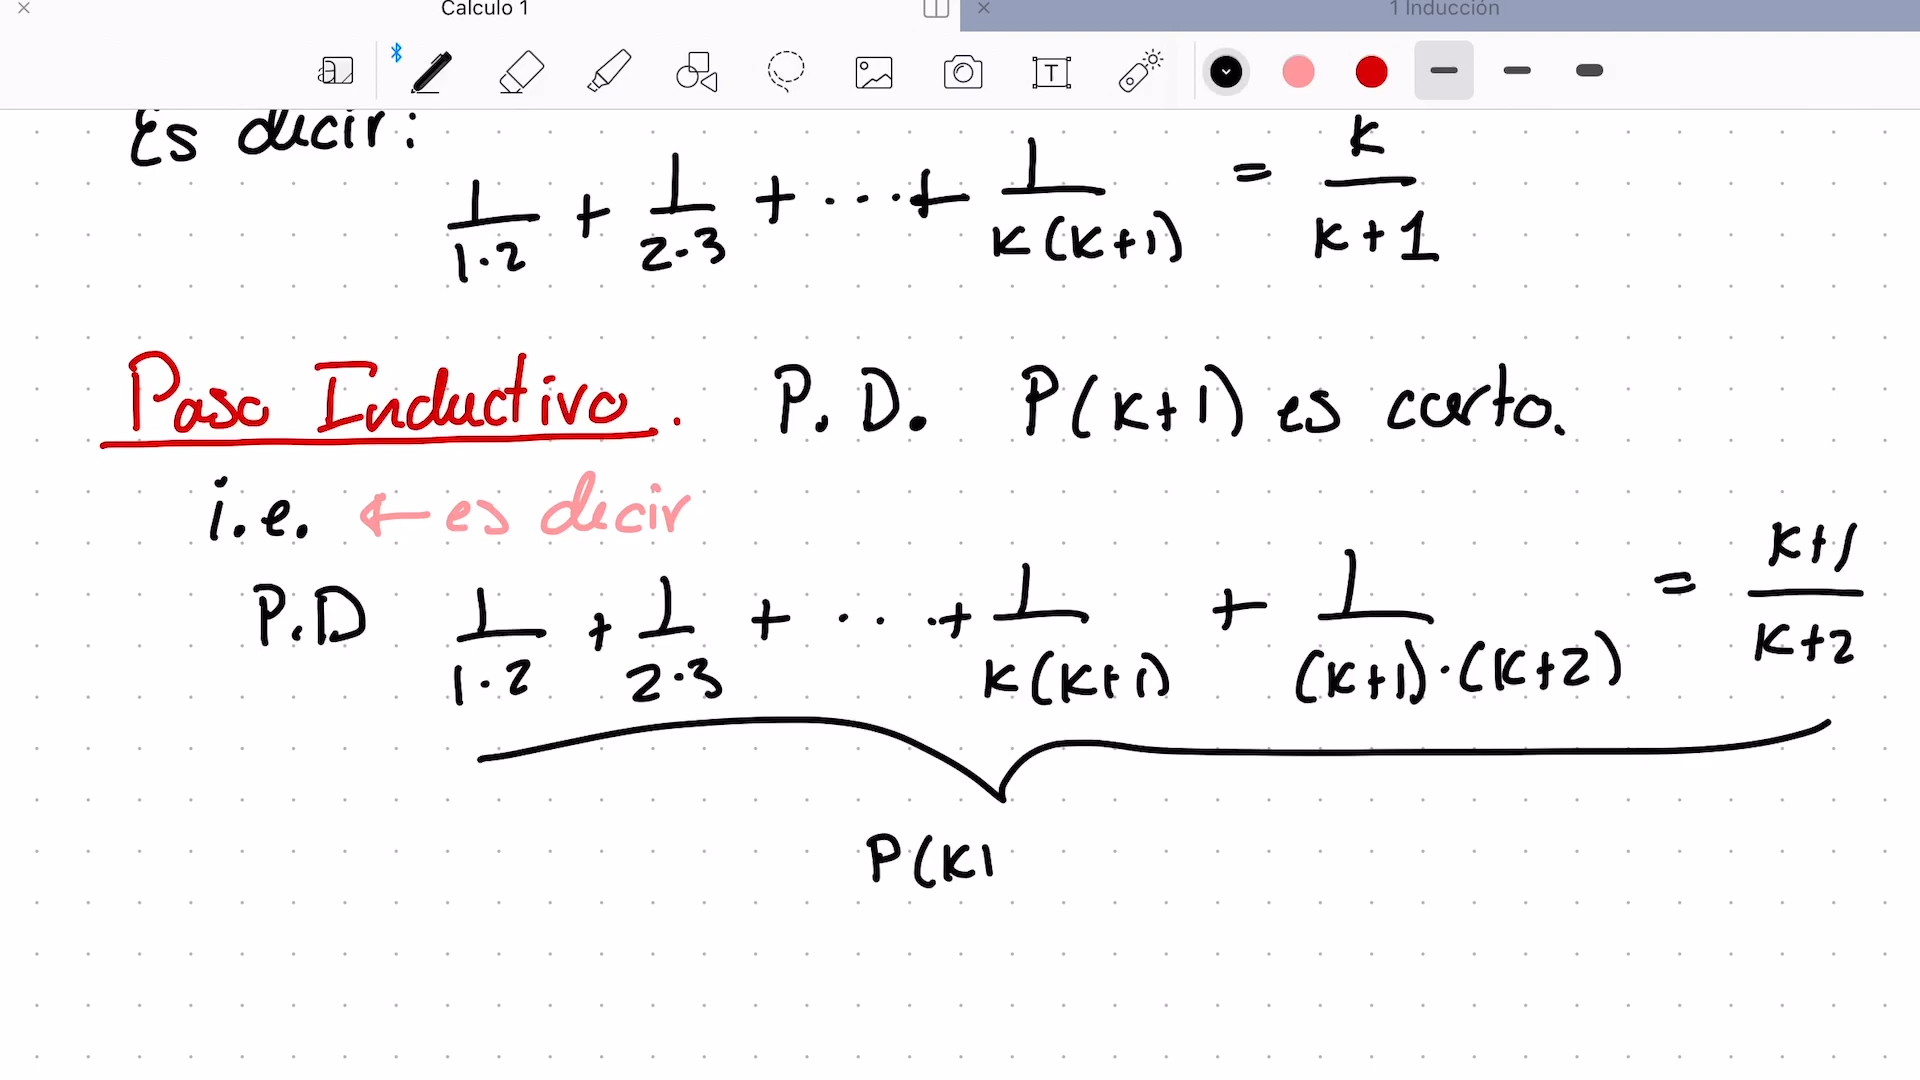 Calculo 1
1 Inducción
Es decir:
1/(1·2) + 1/(2·3) + ··· + 1/(k(k+1)) = k/(k+1)
Paso Inductivo. P. D. P(k+1) es cierto.
i.e. ← es decir
P.D 1/(1·2) + 1/(2·3) + ··· + 1/(k(k+1)) + 1/((k+1)·(k+2)) = (k+1)/(k+2)
P(k